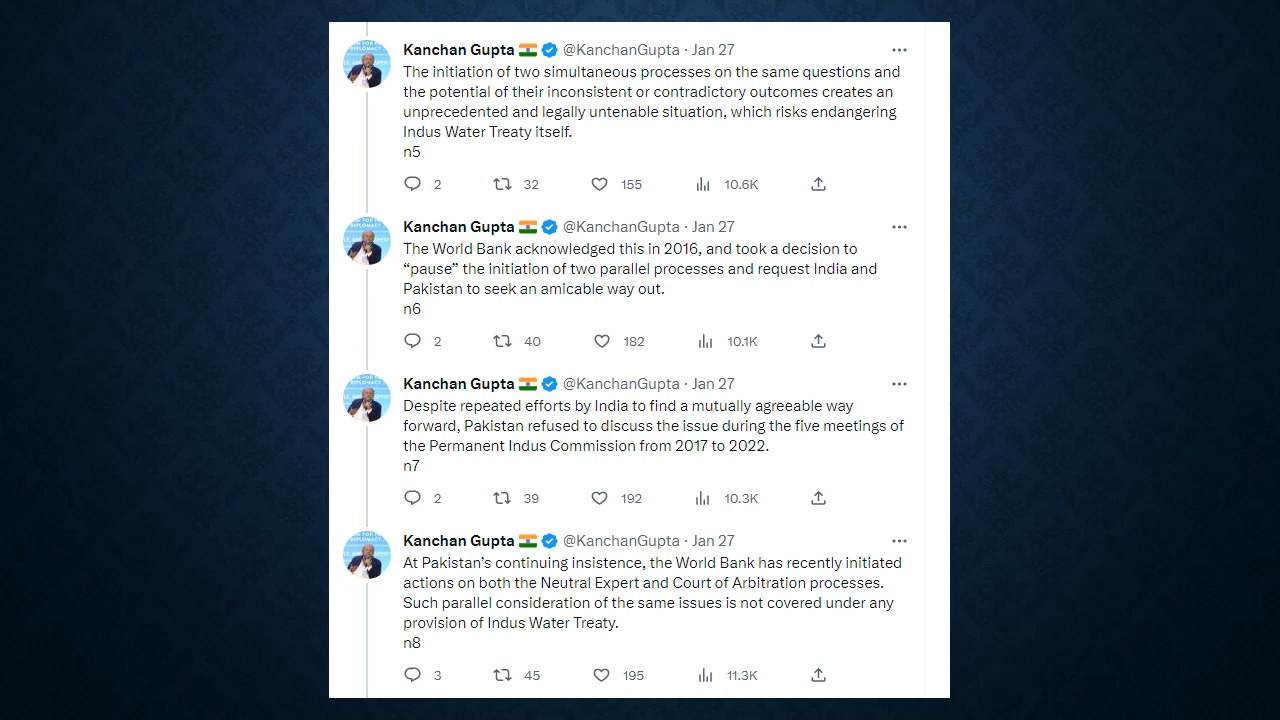 Kanchan Gupta 🇮🇳 @KanchanGupta · Jan 27
The initiation of two simultaneous processes on the same questions and
the potential of their inconsistent or contradictory outcomes creates an
unprecedented and legally untenable situation, which risks endangering
Indus Water Treaty itself.
n5
2 32 155 10.6K
Kanchan Gupta 🇮🇳 @KanchanGupta · Jan 27
The World Bank acknowledged this in 2016, and took a decision to
“pause” the initiation of two parallel processes and request India and
Pakistan to seek an amicable way out.
n6
2 40 182 10.1K
Kanchan Gupta 🇮🇳 @KanchanGupta · Jan 27
Despite repeated efforts by India to find a mutually agreeable way
forward, Pakistan refused to discuss the issue during the five meetings of
the Permanent Indus Commission from 2017 to 2022.
n7
2 39 192 10.3K
Kanchan Gupta 🇮🇳 @KanchanGupta · Jan 27
At Pakistan’s continuing insistence, the World Bank has recently initiated
actions on both the Neutral Expert and Court of Arbitration processes.
Such parallel consideration of the same issues is not covered under any
provision of Indus Water Treaty.
n8
3 45 195 11.3K